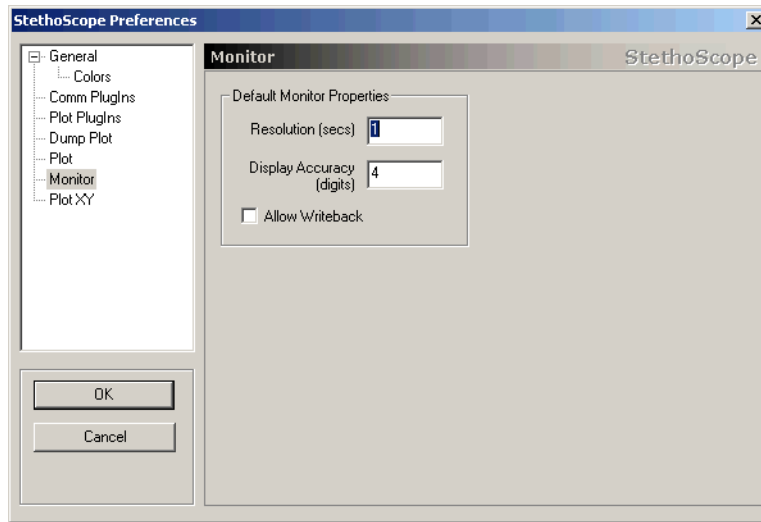 StethoScope Preferences
General
Colors
Comm PlugIns
Plot PlugIns
Dump Plot
Plot
Monitor
Plot XY
OK
Cancel
Monitor
StethoScope
Default Monitor Properties
Resolution (secs) 1
Display Accuracy
(digits) 4
Allow Writeback